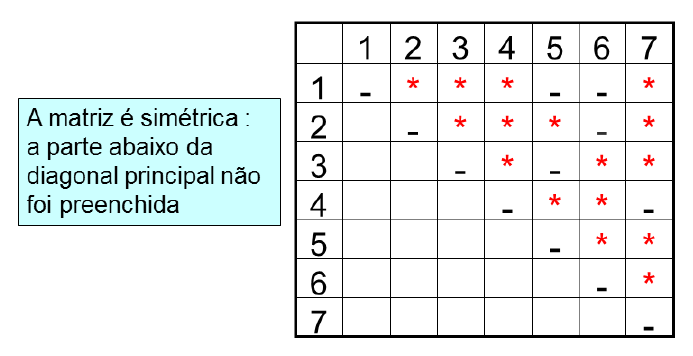 A matriz é simétrica :
a parte abaixo da
diagonal principal não
foi preenchida
1 2 3 4 5 6 7
1 - * * * - - *
2 - * * * - *
3 - * - * *
4 - * * -
5 - * *
6 - *
7 -